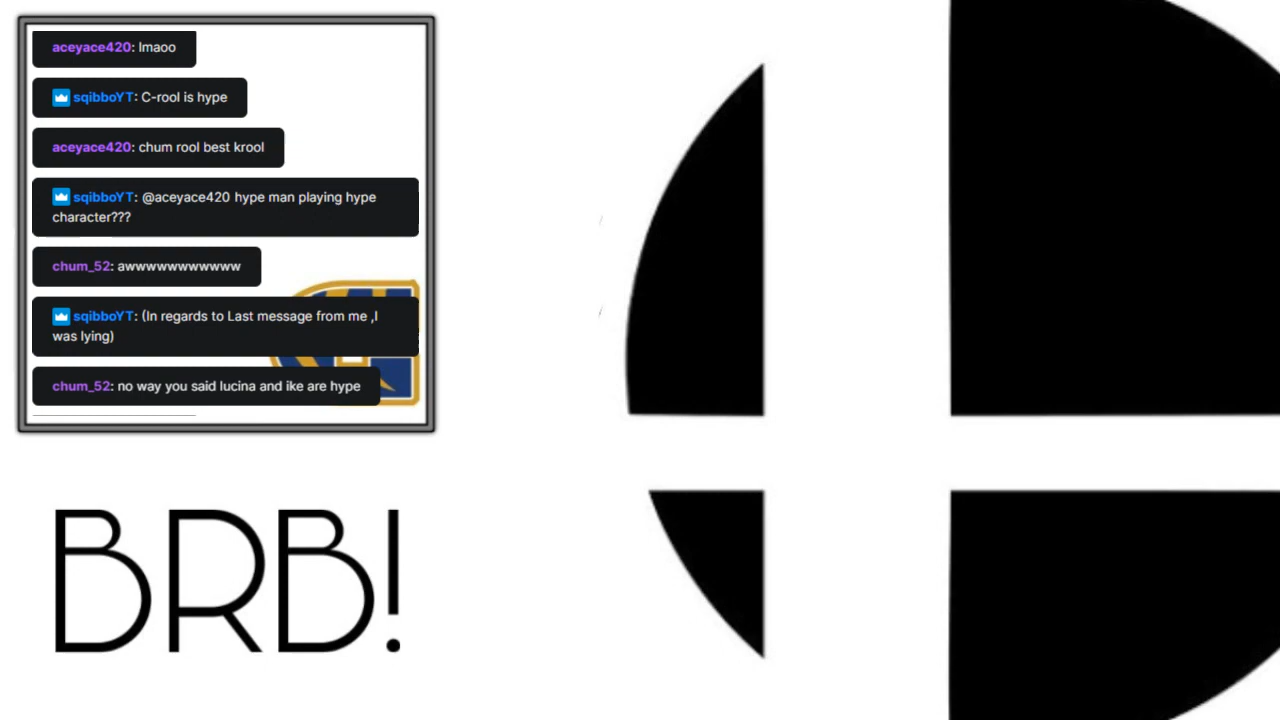 aceyace420: lmaoo
sqibboYT: C-rool is hype
aceyace420: chum rool best krool
sqibboYT: @aceyace420 hype man playing hype
character???
chum_52: awwwwwwwwwww
sqibboYT: (In regards to Last message from me ,I
was lying)
chum_52: no way you said lucina and ike are hype
BRB!